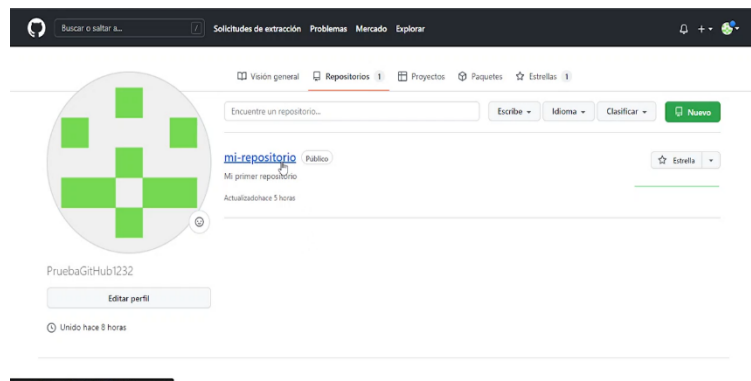 Buscar o saltar a... / Solicitudes de extracción Problemas Mercado Explorar
Visión general Repositorios 1 Proyectos Paquetes Estrellas 1
Encuentre un repositorio... Escribe Idioma Clasificar Nuevo
mi-repositorio Público Estrella
Mi primer repositorio
Actualizadohace 5 horas
PruebaGitHub1232
Editar perfil
Unido hace 8 horas